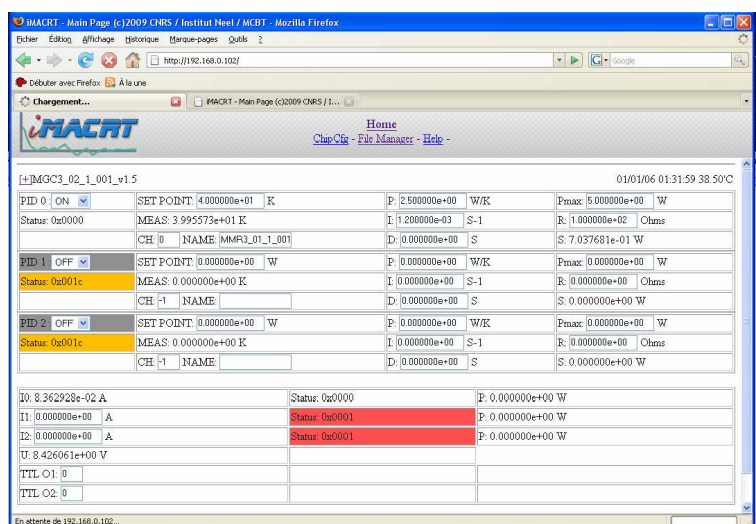 iMACRT - Main Page (c)2009 CNRS / Institut Neel / MCBT - Mozilla Firefox
Fichier Édition Affichage Historique Marque-pages Outils ?
http://192.168.0.102/ Google
Débuter avec Firefox À la une
Chargement... iMACRT - Main Page (c)2009 CNRS / I...
iMACRT
Home
ChipCfg - File Manager - Help -
[+]MGC3_02_1_001_v1.5 01/01/06 01:31:59 38.50'C
PID 0 : ON SET POINT: 4.000000e+01 K P: 2.500000e+00 W/K Pmax: 5.000000e+00 W
Status: 0x0000 MEAS: 3.995573e+01 K I: 1.200000e-03 S-1 R: 1.000000e+02 Ohms
CH: 0 NAME: MMR3_01_1_001 D: 0.000000e+00 S S: 7.037681e-01 W
PID 1 : OFF SET POINT: 0.000000e+00 W P: 0.000000e+00 W/K Pmax: 0.000000e+00 W
Status: 0x001c MEAS: 0.000000e+00 K I: 0.000000e+00 S-1 R: 0.000000e+00 Ohms
CH: -1 NAME: D: 0.000000e+00 S S: 0.000000e+00 W
PID 2 : OFF SET POINT: 0.000000e+00 W P: 0.000000e+00 W/K Pmax: 0.000000e+00 W
Status: 0x001c MEAS: 0.000000e+00 K I: 0.000000e+00 S-1 R: 0.000000e+00 Ohms
CH: -1 NAME: D: 0.000000e+00 S S: 0.000000e+00 W
I0: 8.362928e-02 A Status: 0x0000 P: 0.000000e+00 W
I1: 0.000000e+00 A Status: 0x0001 P: 0.000000e+00 W
I2: 0.000000e+00 A Status: 0x0001 P: 0.000000e+00 W
U: 8.426061e+00 V
TTL O1: 0
TTL O2: 0
En attente de 192.168.0.102...